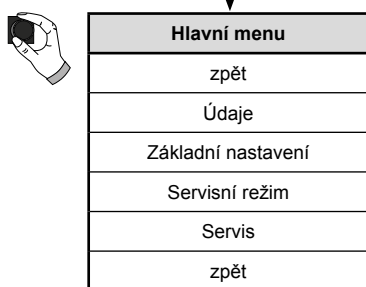 Hlavní menu
zpět
Údaje
Základní nastavení
Servisní režim
Servis
zpět